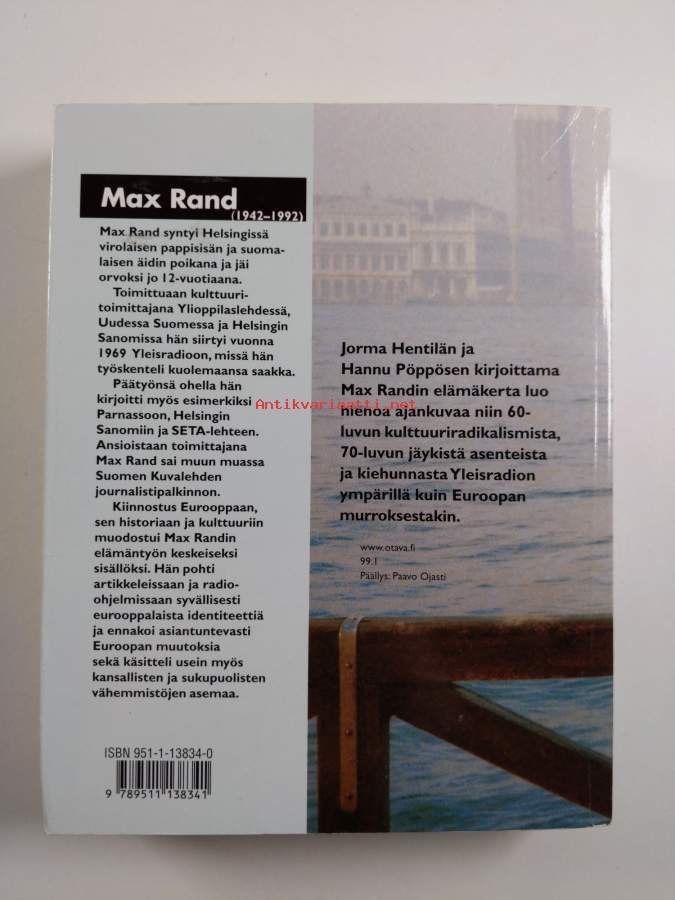 Max Rand
(1942–1992)
Max Rand syntyi Helsingissä
virolaisen pappisisän ja suoma-
laisen äidin poikana ja jäi
orvoksi jo 12-vuotiaana.
Toimittuaan kulttuuri-
toimittajana Ylioppilaslehdessä,
Uudessa Suomessa ja Helsingin
Sanomissa hän siirtyi vuonna
1969 Yleisradioon, missä hän
työskenteli kuolemaansa saakka.
Päätyönsä ohella hän
kirjoitti myös esimerkiksi
Parnassoon, Helsingin
Sanomiin ja SETA-lehteen.
Ansioistaan toimittajana
Max Rand sai muun muassa
Suomen Kuvalehden
journalistipalkinnon.
Kiinnostus Eurooppaan,
sen historiaan ja kulttuuriin
muodostui Max Randin
elämäntyön keskeiseksi
sisällöksi. Hän pohti
artikkeleissaan ja radio-
ohjelmissaan syvällisesti
eurooppalaista identiteettiä
ja ennakoi asiantuntevasti
Euroopan muutoksia
sekä käsitteli usein myös
kansallisten ja sukupuolisten
vähemmistöjen asemaa.
ISBN 951-1-13834-0
9 789511 138341
Jorma Hentilän ja
Hannu Pöppösen kirjoittama
Max Randin elämäkerta luo
hienoa ajankuvaa niin 60-
luvun kulttuuriradikalismista,
70-luvun jäykistä asenteista
ja kiehunnasta Yleisradion
ympärillä kuin Euroopan
murroksestakin.
www.otava.fi
99.1
Päällys: Paavo Ojasti
Antikvariaatti.net